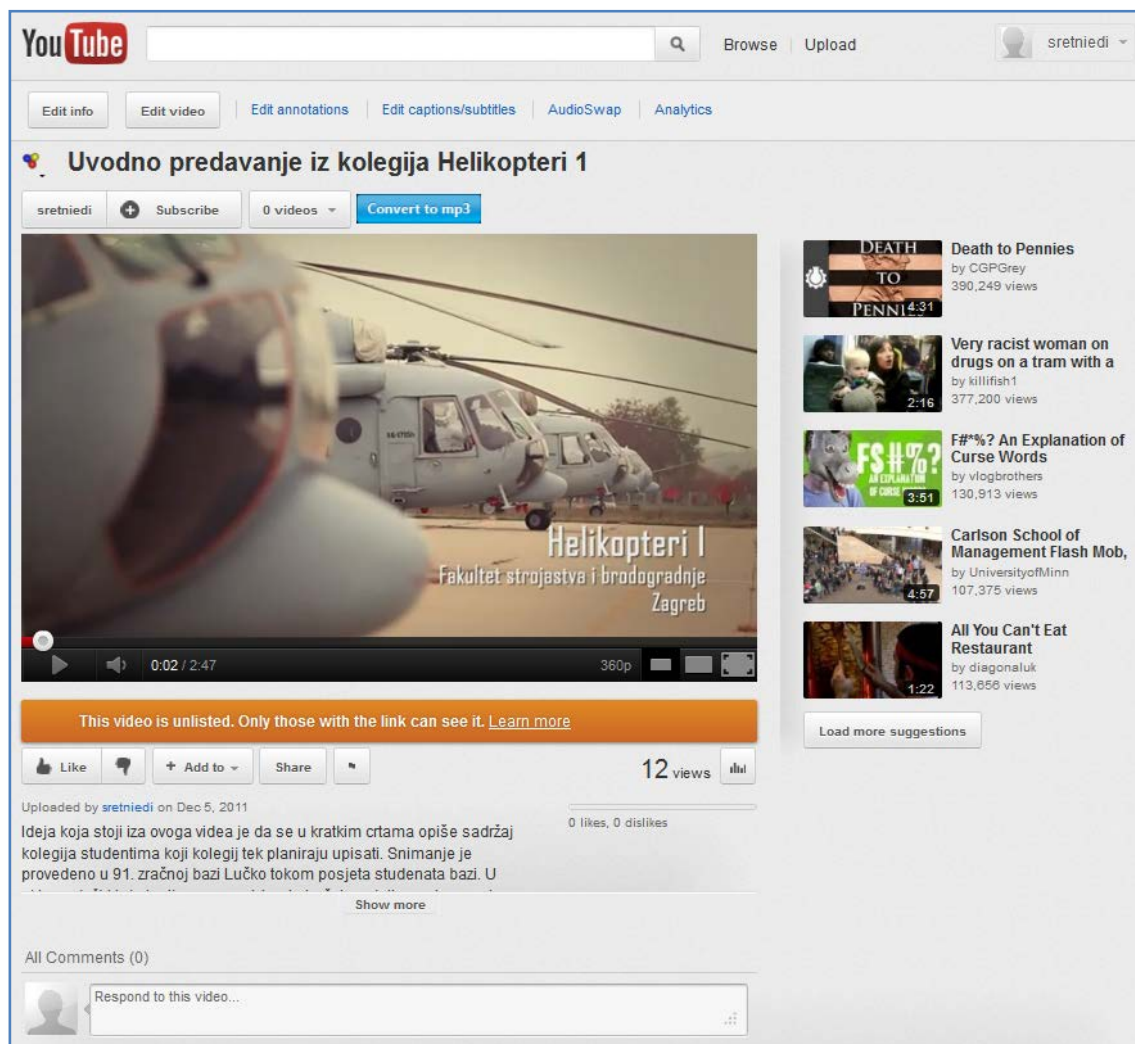 YouTube
Browse Upload sretniedi
Edit info Edit video Edit annotations Edit captions/subtitles AudioSwap Analytics
Uvodno predavanje iz kolegija Helikopteri 1
sretniedi Subscribe 0 videos Convert to mp3
Helikopteri I
Fakultet strojastva i brodogradnje
Zagreb
0:02 / 2:47 360p
This video is unlisted. Only those with the link can see it. Learn more
Like + Add to Share 12 views
Uploaded by sretniedi on Dec 5, 2011
0 likes, 0 dislikes
Ideja koja stoji iza ovoga videa je da se u kratkim crtama opiše sadržaj
kolegija studentima koji kolegij tek planiraju upisati. Snimanje je
provedeno u 91. zračnoj bazi Lučko tokom posjeta studenata bazi. U
Show more
All Comments (0)
Respond to this video...
DEATH
TO
PENNIES
4:31
Death to Pennies
by CGPGrey
390,249 views
2:16
Very racist woman on
drugs on a tram with a
by killifish1
377,200 views
FS#%?
AN EXPLANATION
OF CURSE
3:51
F#*%? An Explanation of
Curse Words
by vlogbrothers
130,913 views
4:57
Carlson School of
Management Flash Mob,
by UniversityofMinn
107,375 views
1:22
All You Can't Eat
Restaurant
by diagonaluk
113,656 views
Load more suggestions